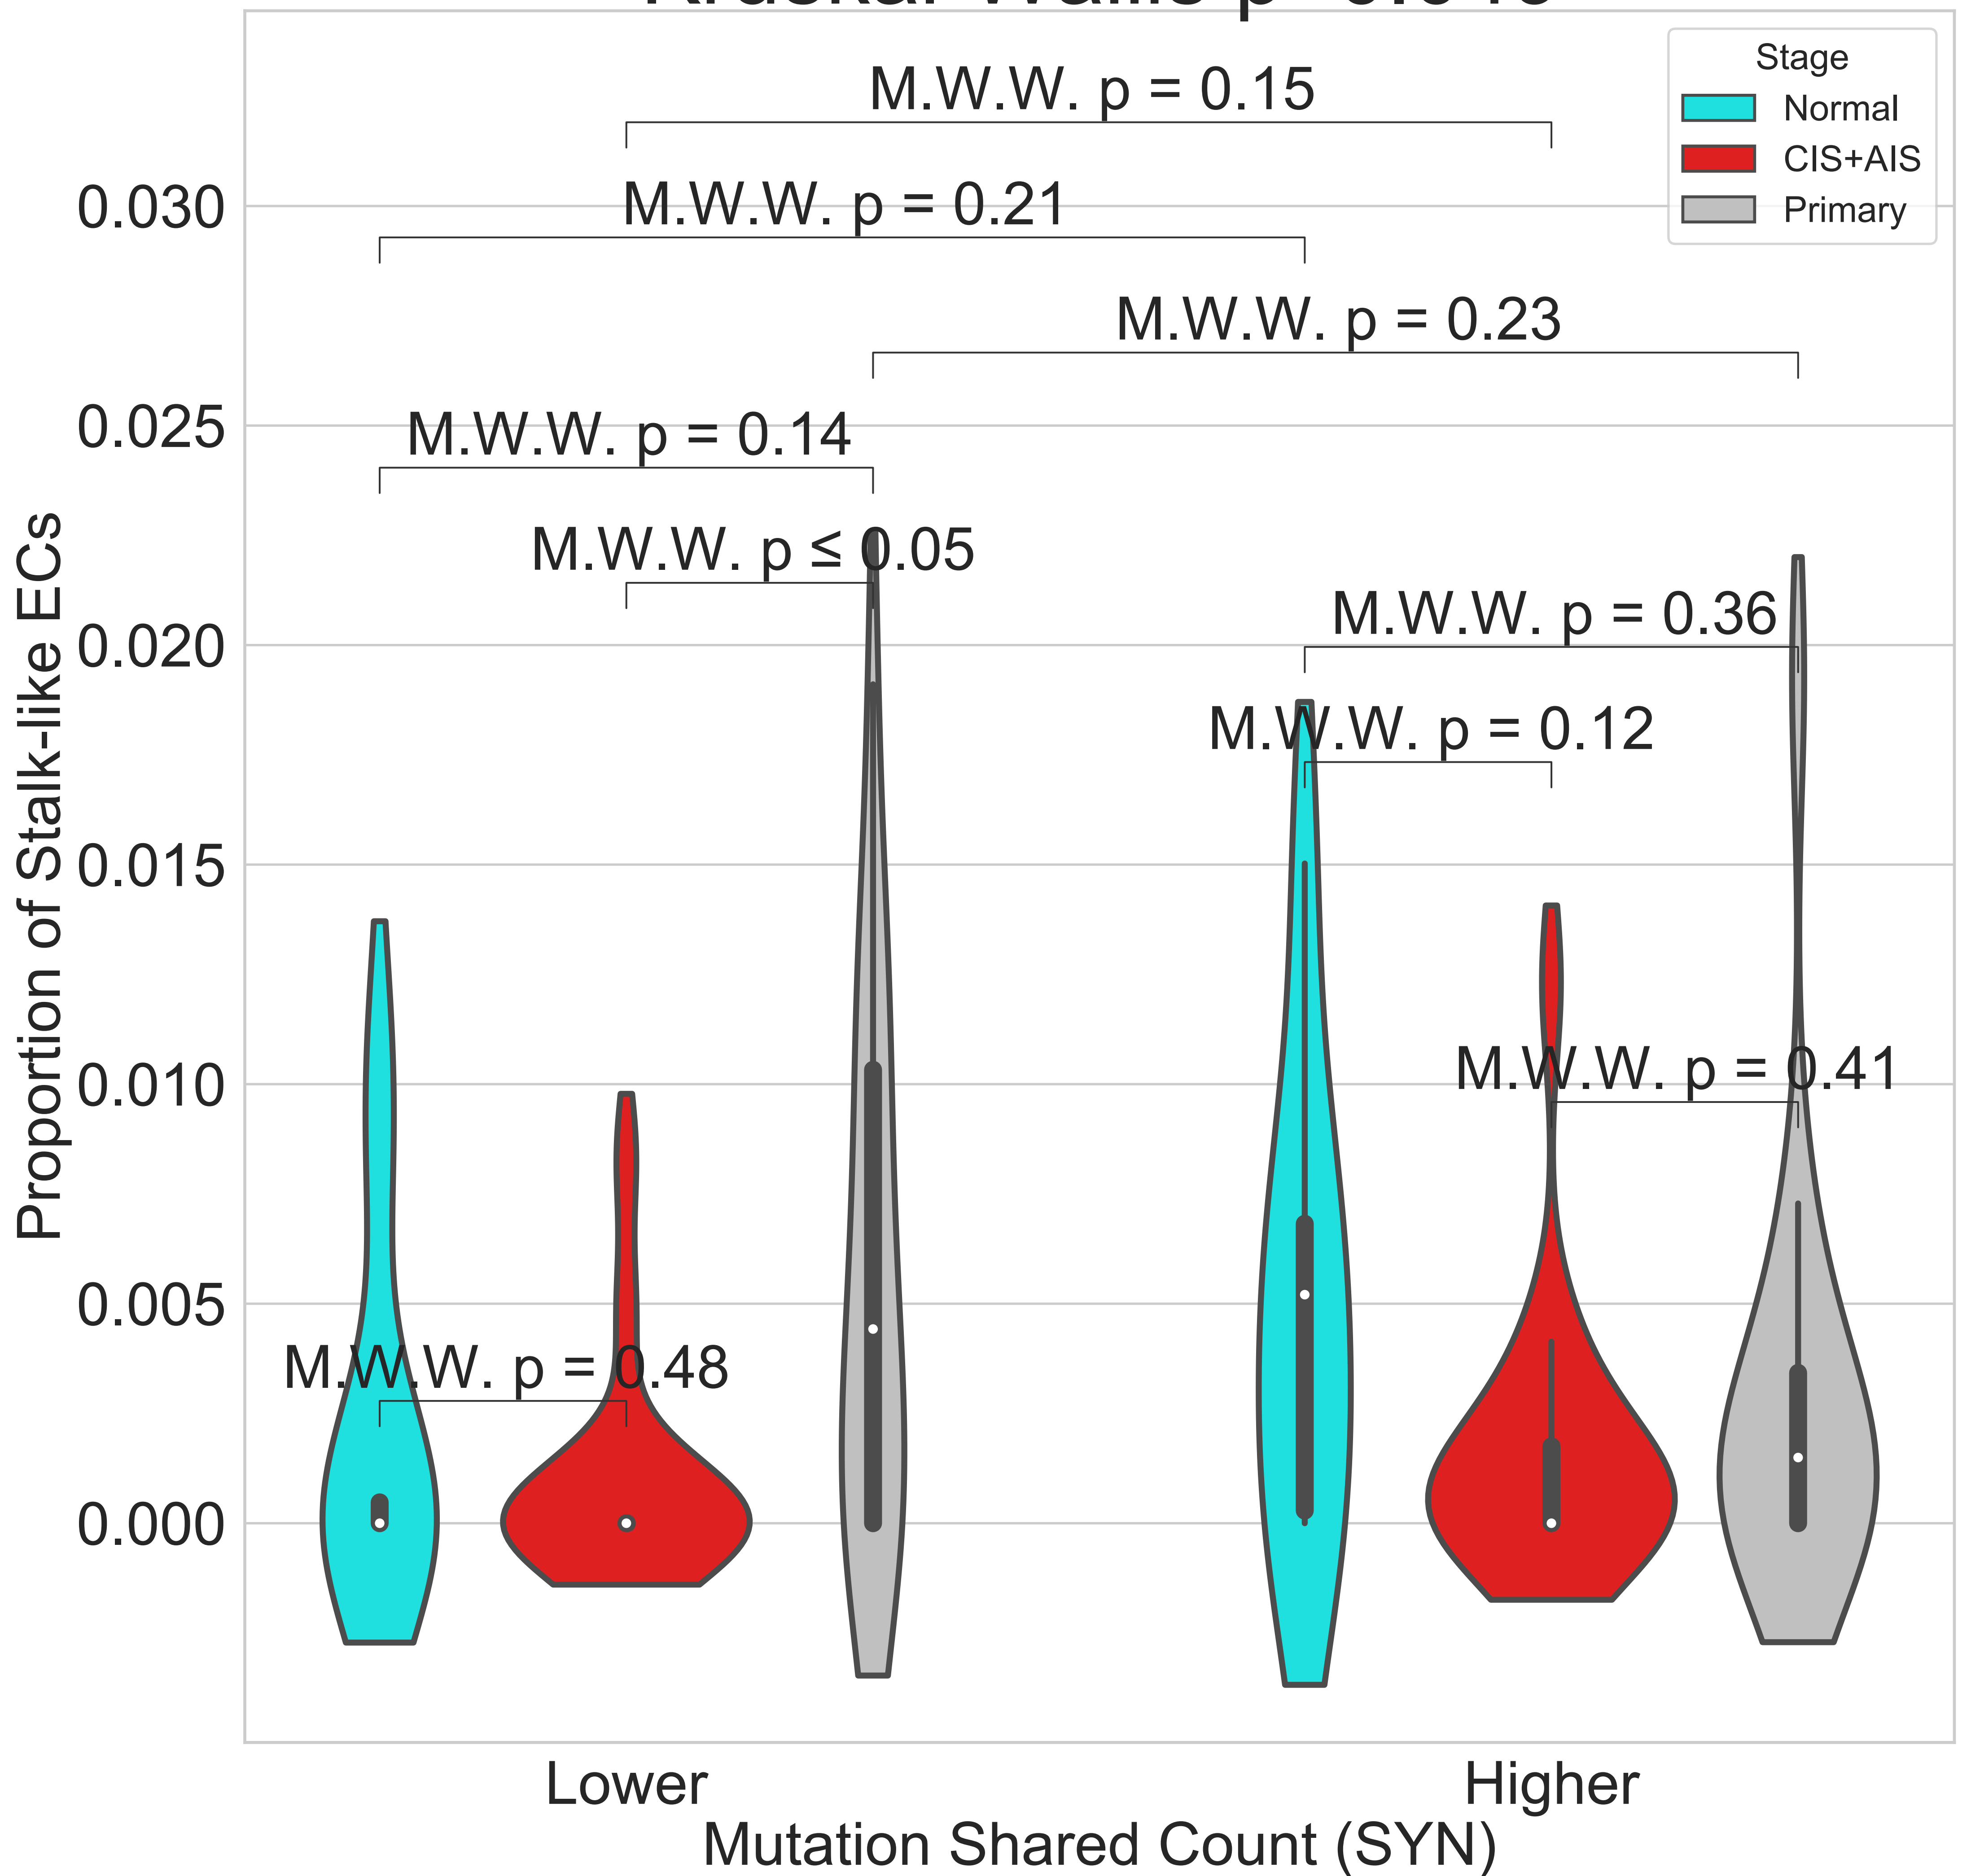 Stage
Normal
CIS+AIS
Primary
M.W.W. p = 0.15
M.W.W. p = 0.21
M.W.W. p = 0.23
M.W.W. p = 0.14
M.W.W. p ≤ 0.05
M.W.W. p = 0.36
M.W.W. p = 0.12
M.W.W. p = 0.41
M.W.W. p = 0.48
0.030
0.025
0.020
0.015
0.010
0.005
0.000
Proportion of Stalk-like ECs
Lower
Higher
Mutation Shared Count (SYN)